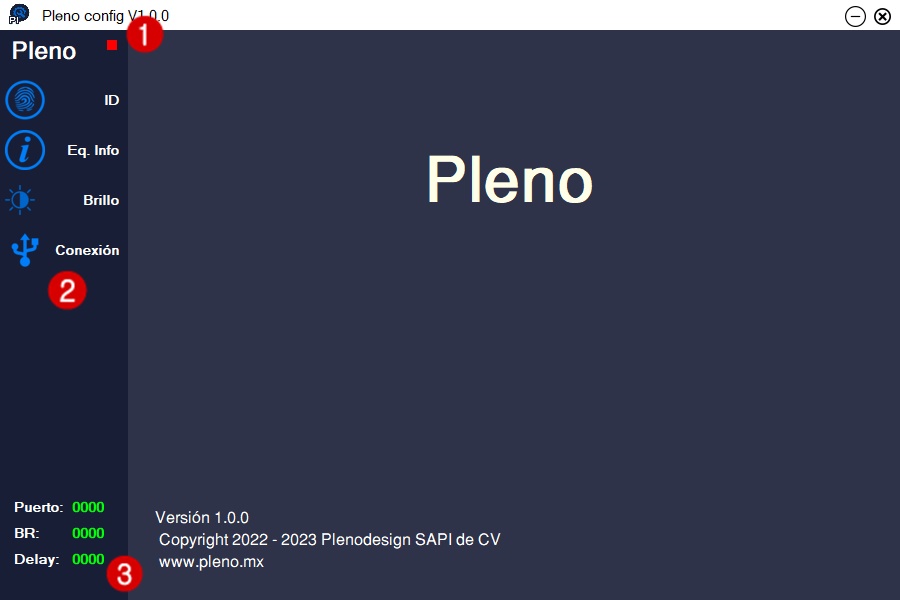 Pleno config V1.0.0
1
Pleno
ID
Eq. Info
Brillo
Conexión
2
Pleno
Puerto: 0000
BR: 0000
Delay: 0000
3
Versión 1.0.0
Copyright 2022 - 2023 Plenodesign SAPI de CV
www.pleno.mx